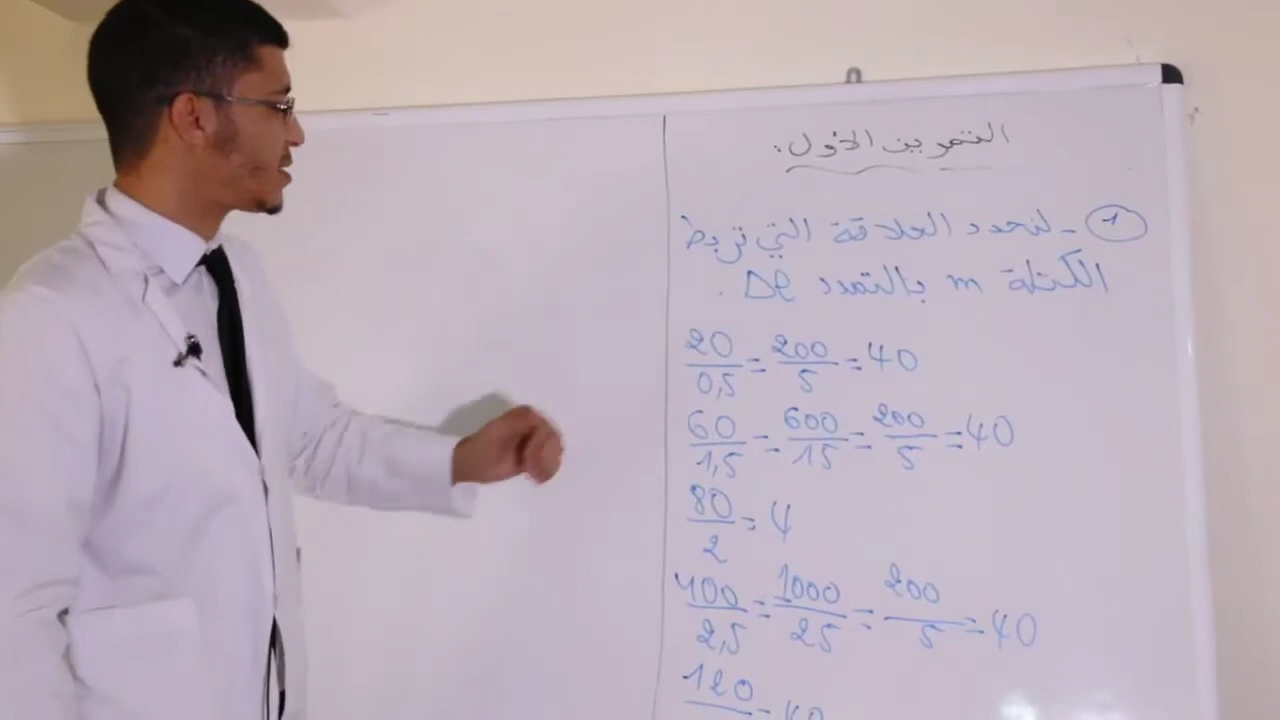 التمرين الأول:
1 - لنحدد العلاقة التي تربط
الكتلة m بالتمدد Δl .
20/0,5 = 200/5 = 40
60/1,5 = 600/15 = 200/5 = 40
80/2 = 4
100/2,5 = 1000/25 = 200/5 = 40
120/ = 40